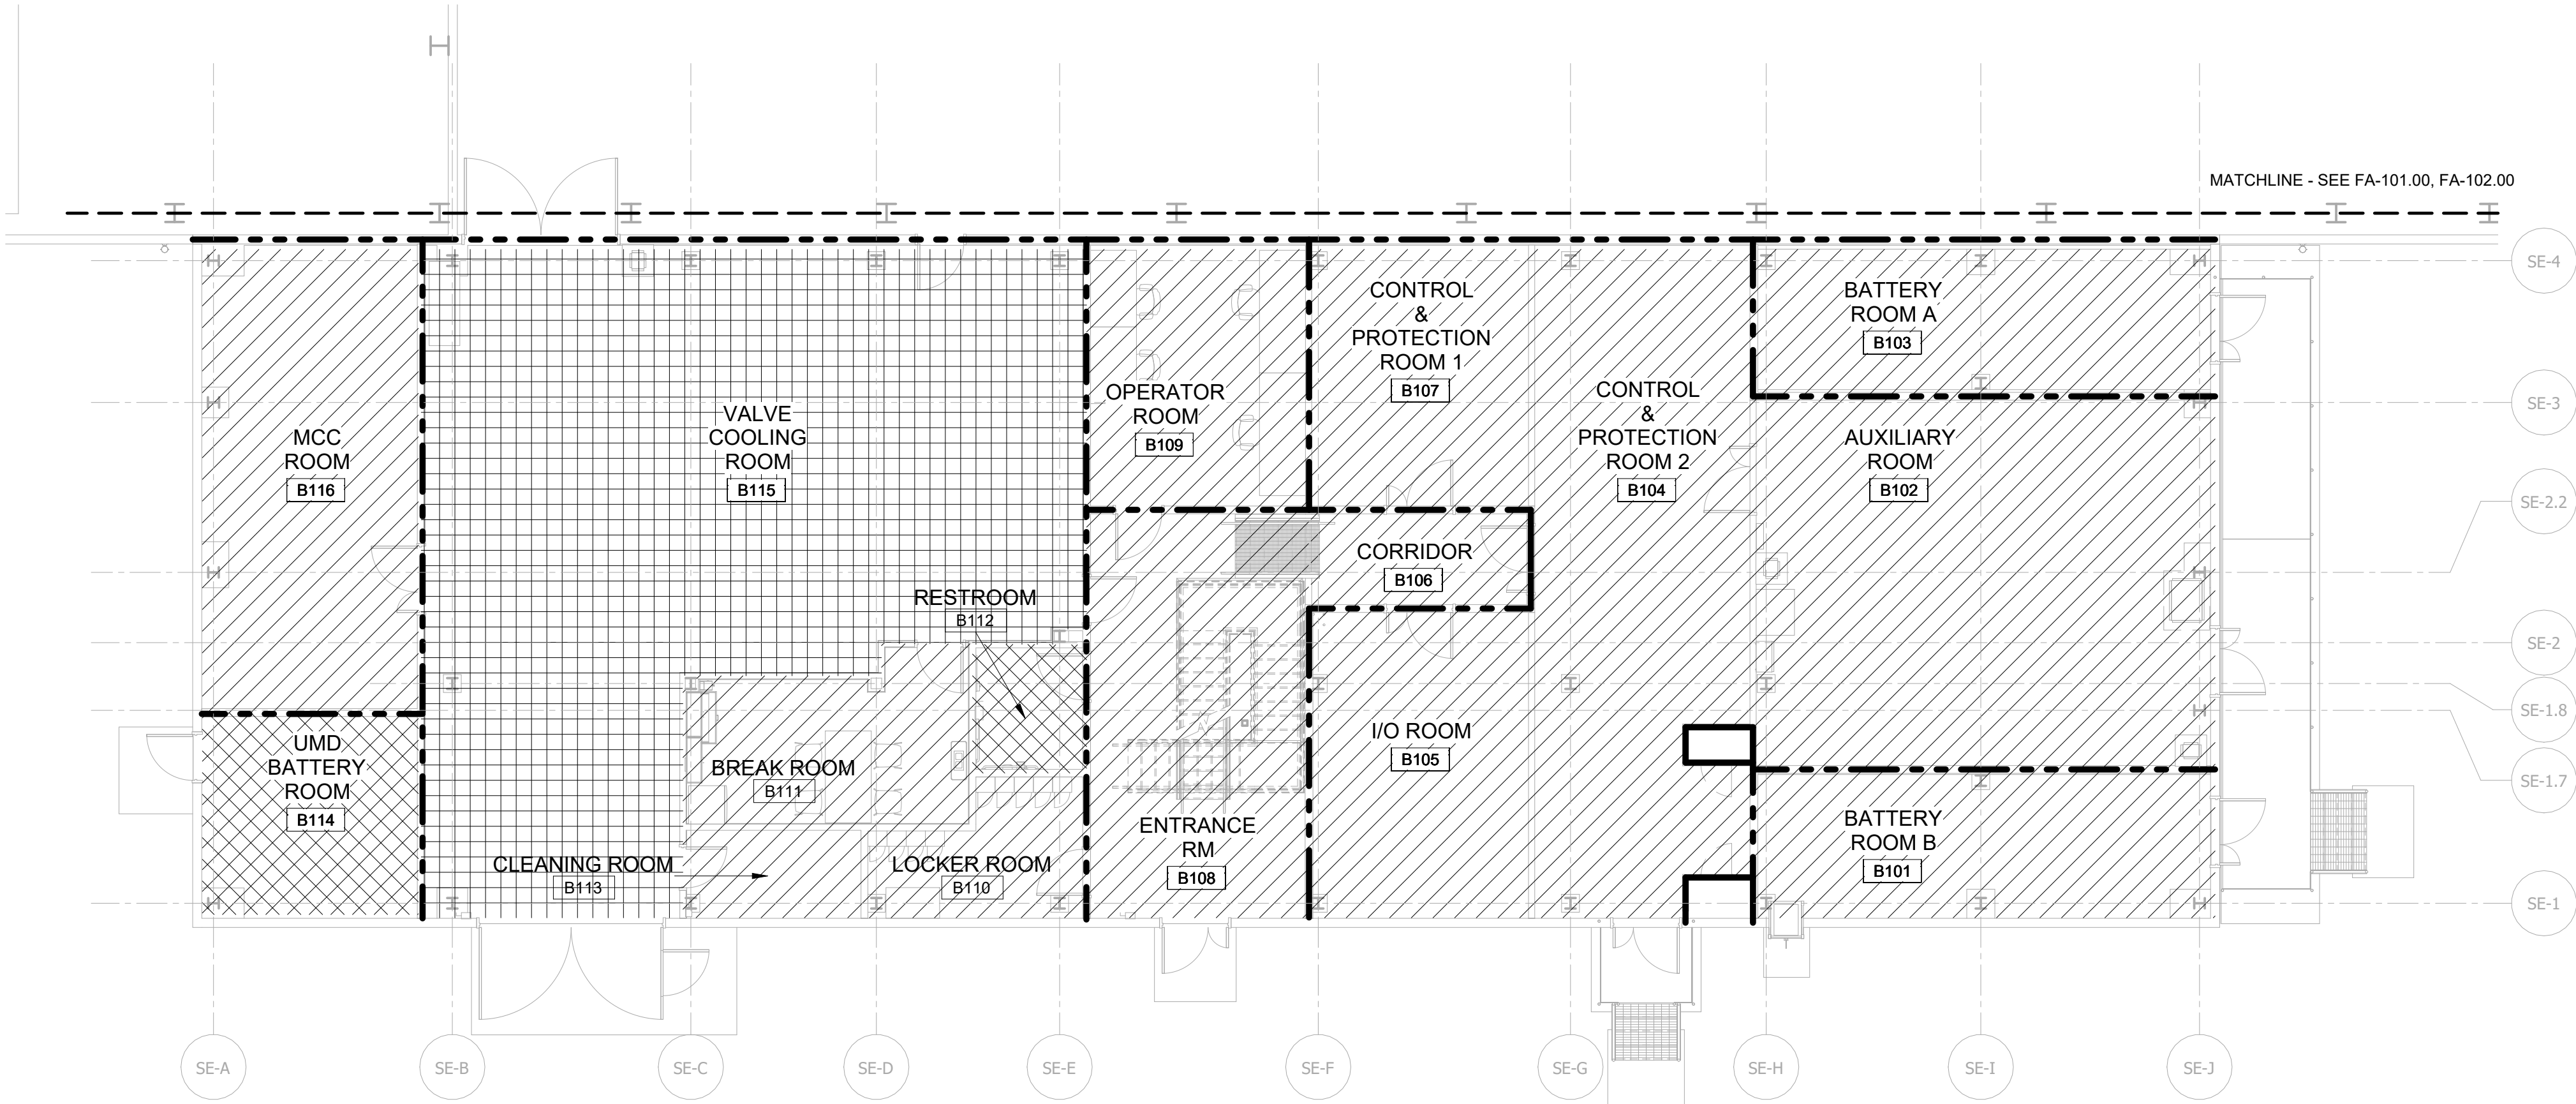 MATCHLINE - SEE FA-101.00, FA-102.00
SE-4
SE-3
SE-2.2
SE-2
SE-1.8
SE-1.7
SE-1
MCC
ROOM
B116
UMD
BATTERY
ROOM
B114
VALVE
COOLING
ROOM
B115
RESTROOM
B112
BREAK ROOM
B111
CLEANING ROOM
B113
LOCKER ROOM
B110
OPERATOR
ROOM
B109
ENTRANCE
RM
B108
CONTROL
&
PROTECTION
ROOM 1
B107
CORRIDOR
B106
I/O ROOM
B105
CONTROL
&
PROTECTION
ROOM 2
B104
BATTERY
ROOM A
B103
AUXILIARY
ROOM
B102
BATTERY
ROOM B
B101
SE-A
SE-B
SE-C
SE-D
SE-E
SE-F
SE-G
SE-H
SE-I
SE-J